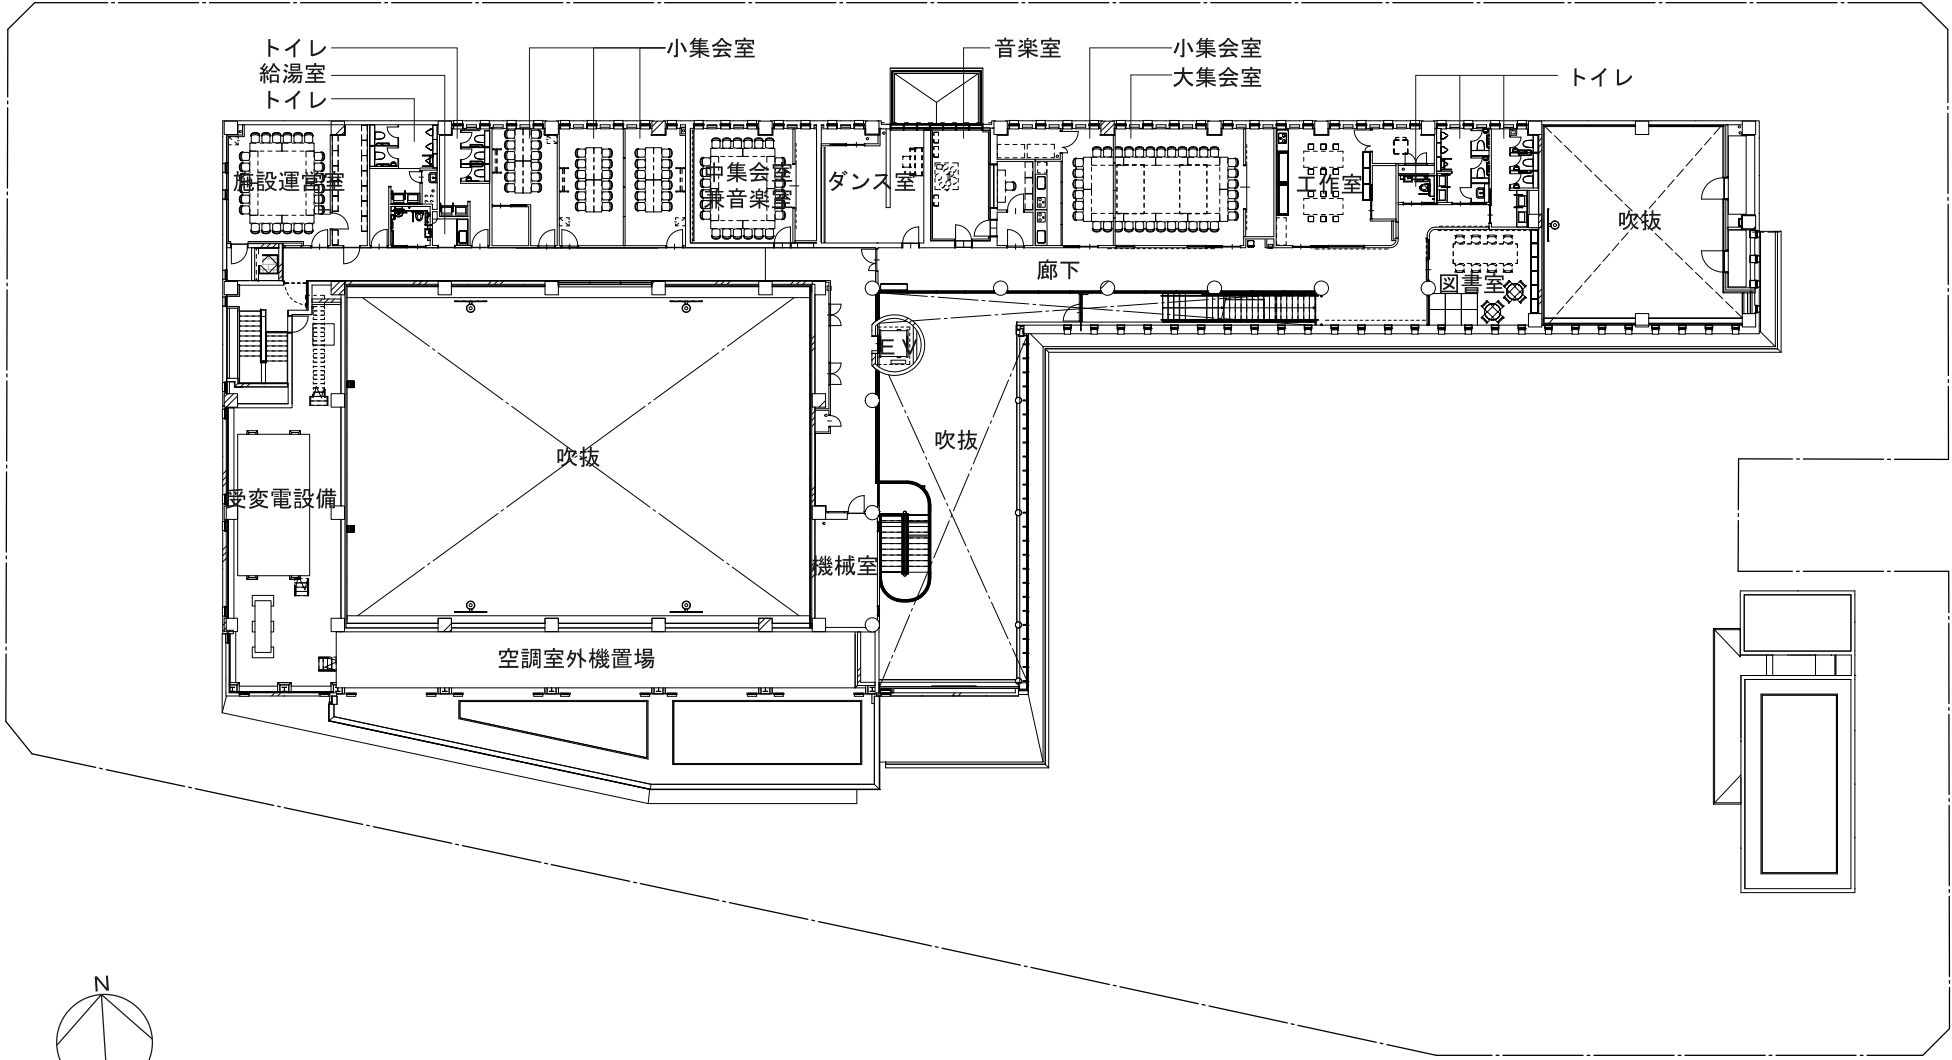 トイレ
小集会室
音楽室
小集会室
給湯室
大集会室
トイレ
トイレ
施設運営室
中集会室
兼音楽室
ダンス室
工作室
吹抜
廊下
図書室
EV
吹抜
吹抜
受変電設備
機械室
空調室外機置場
N